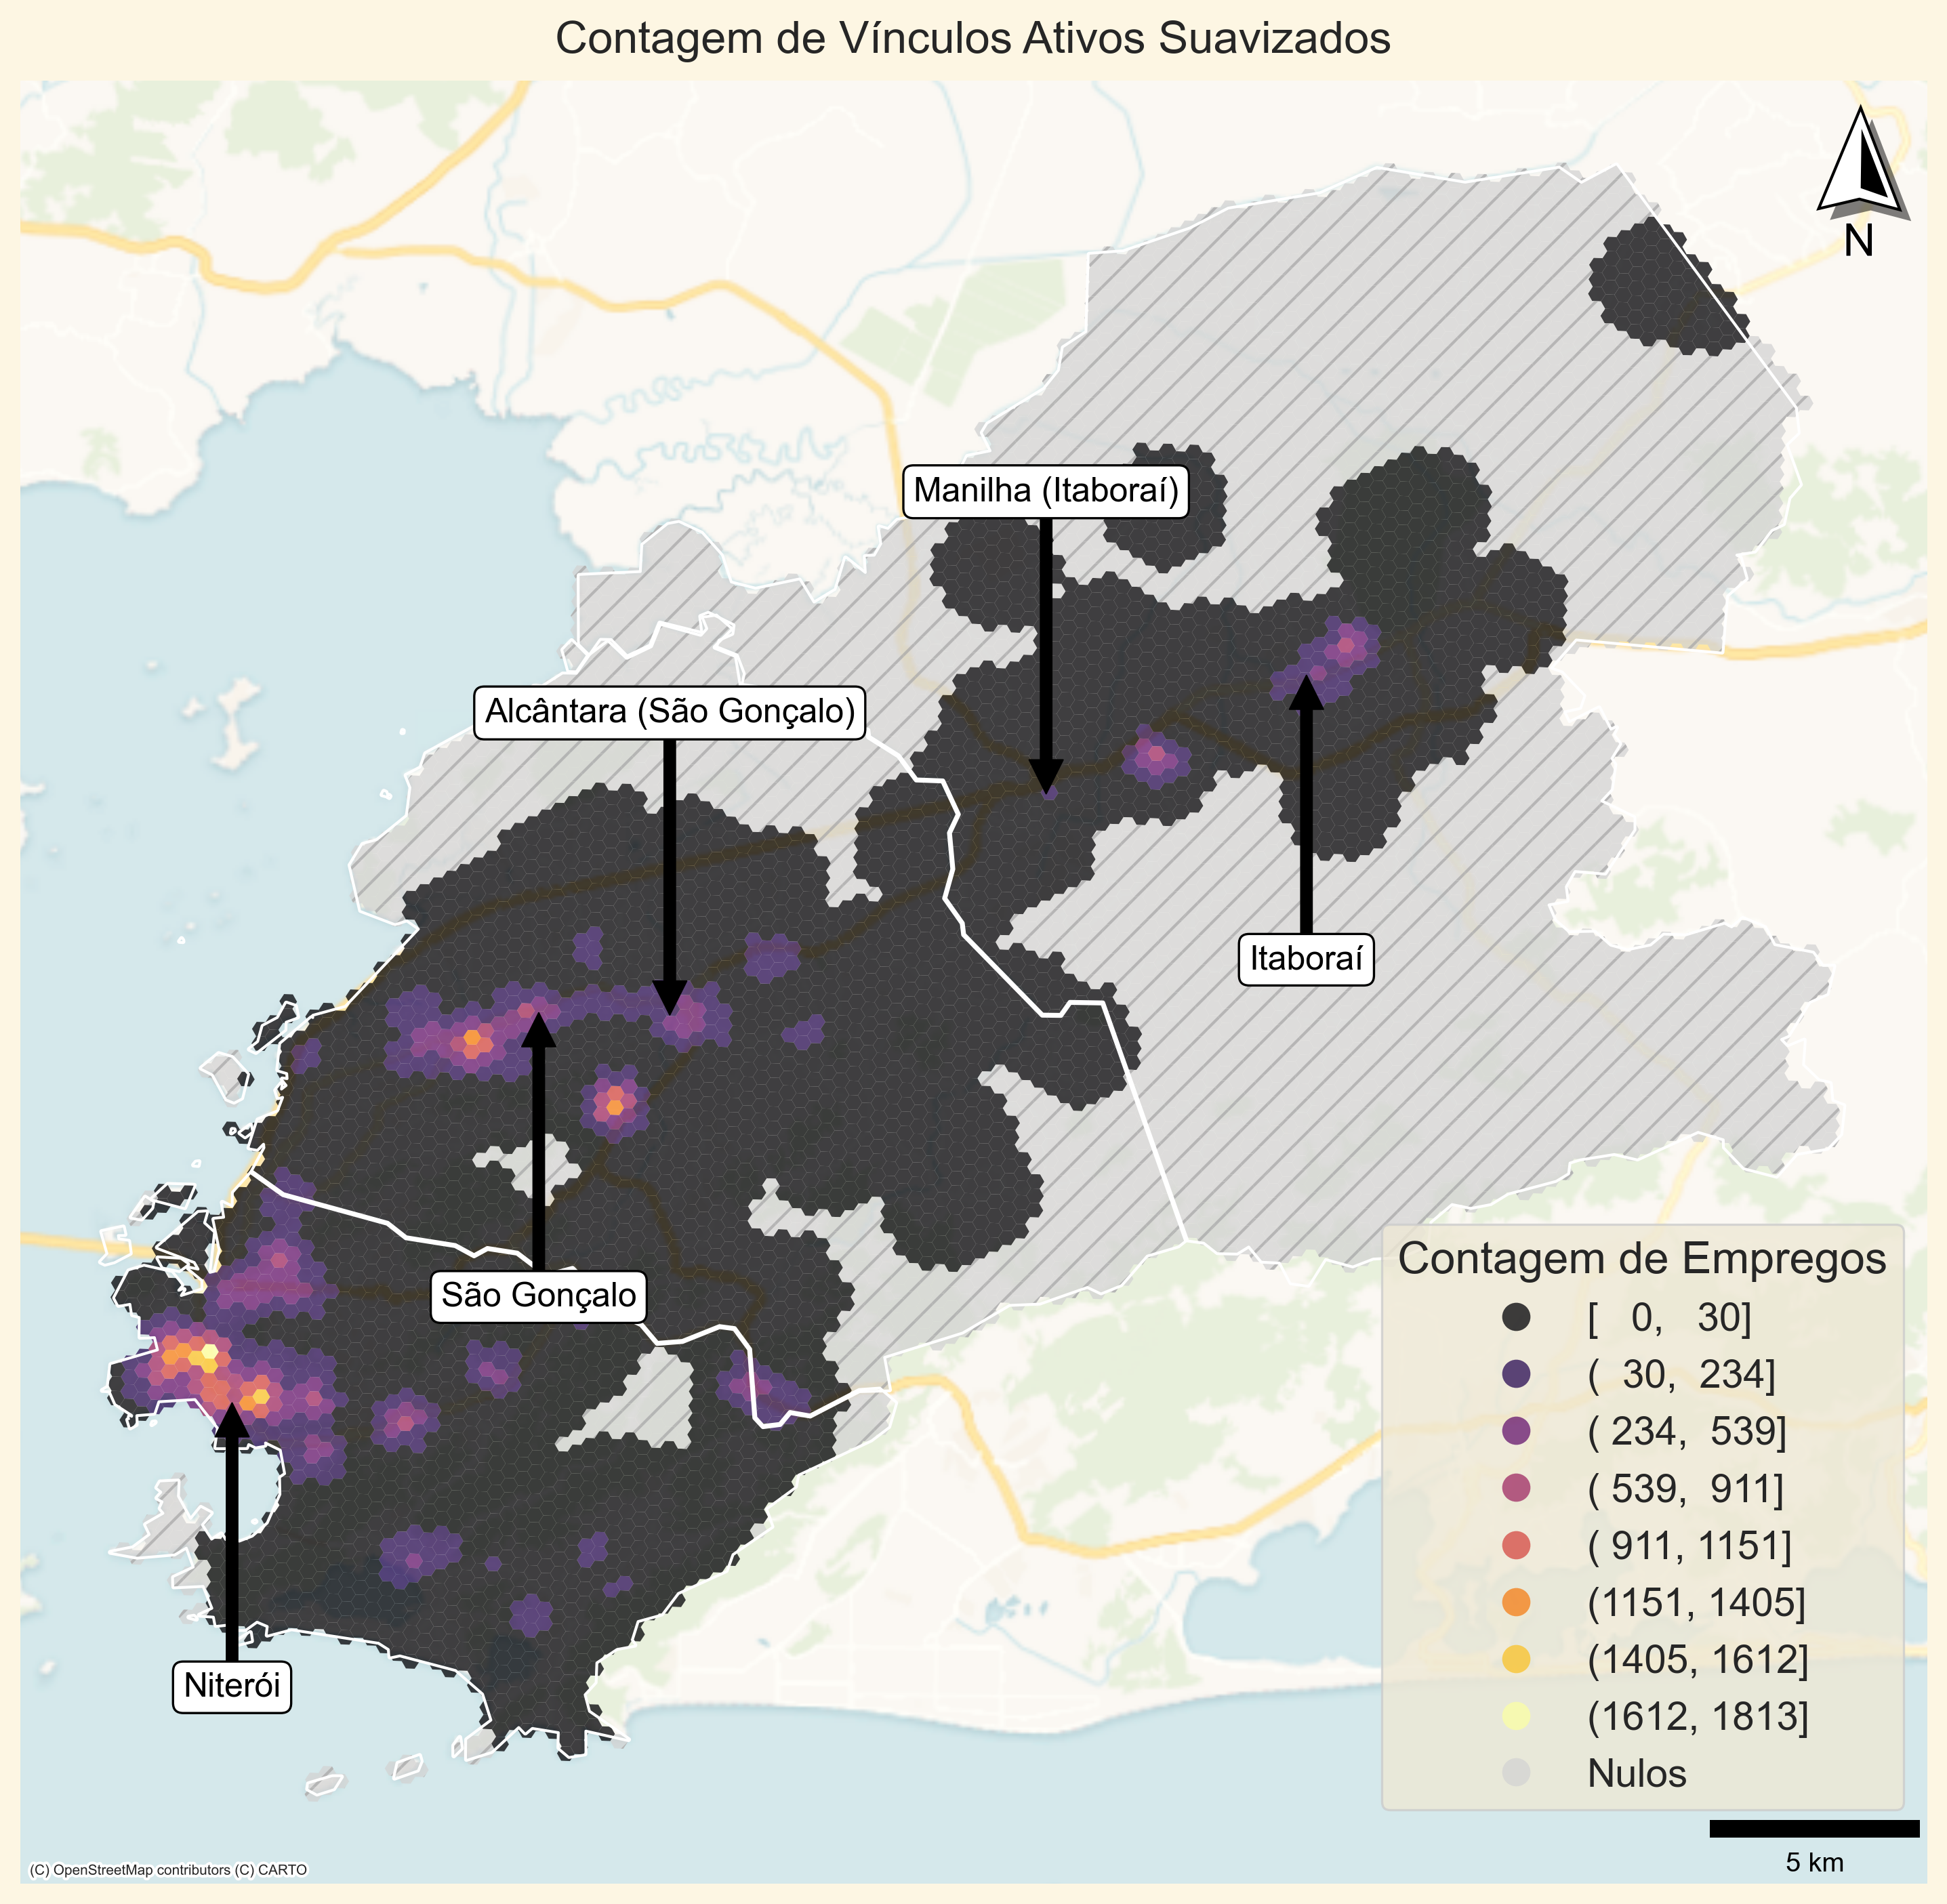 Contagem de Vínculos Ativos Suavizados
N
Manilha (Itaboraí)
Alcântara (São Gonçalo)
Itaboraí
São Gonçalo
Niterói
Contagem de Empregos
[   0,   30]
(  30,  234]
( 234,  539]
( 539,  911]
( 911, 1151]
(1151, 1405]
(1405, 1612]
(1612, 1813]
Nulos
5 km
(C) OpenStreetMap contributors (C) CARTO